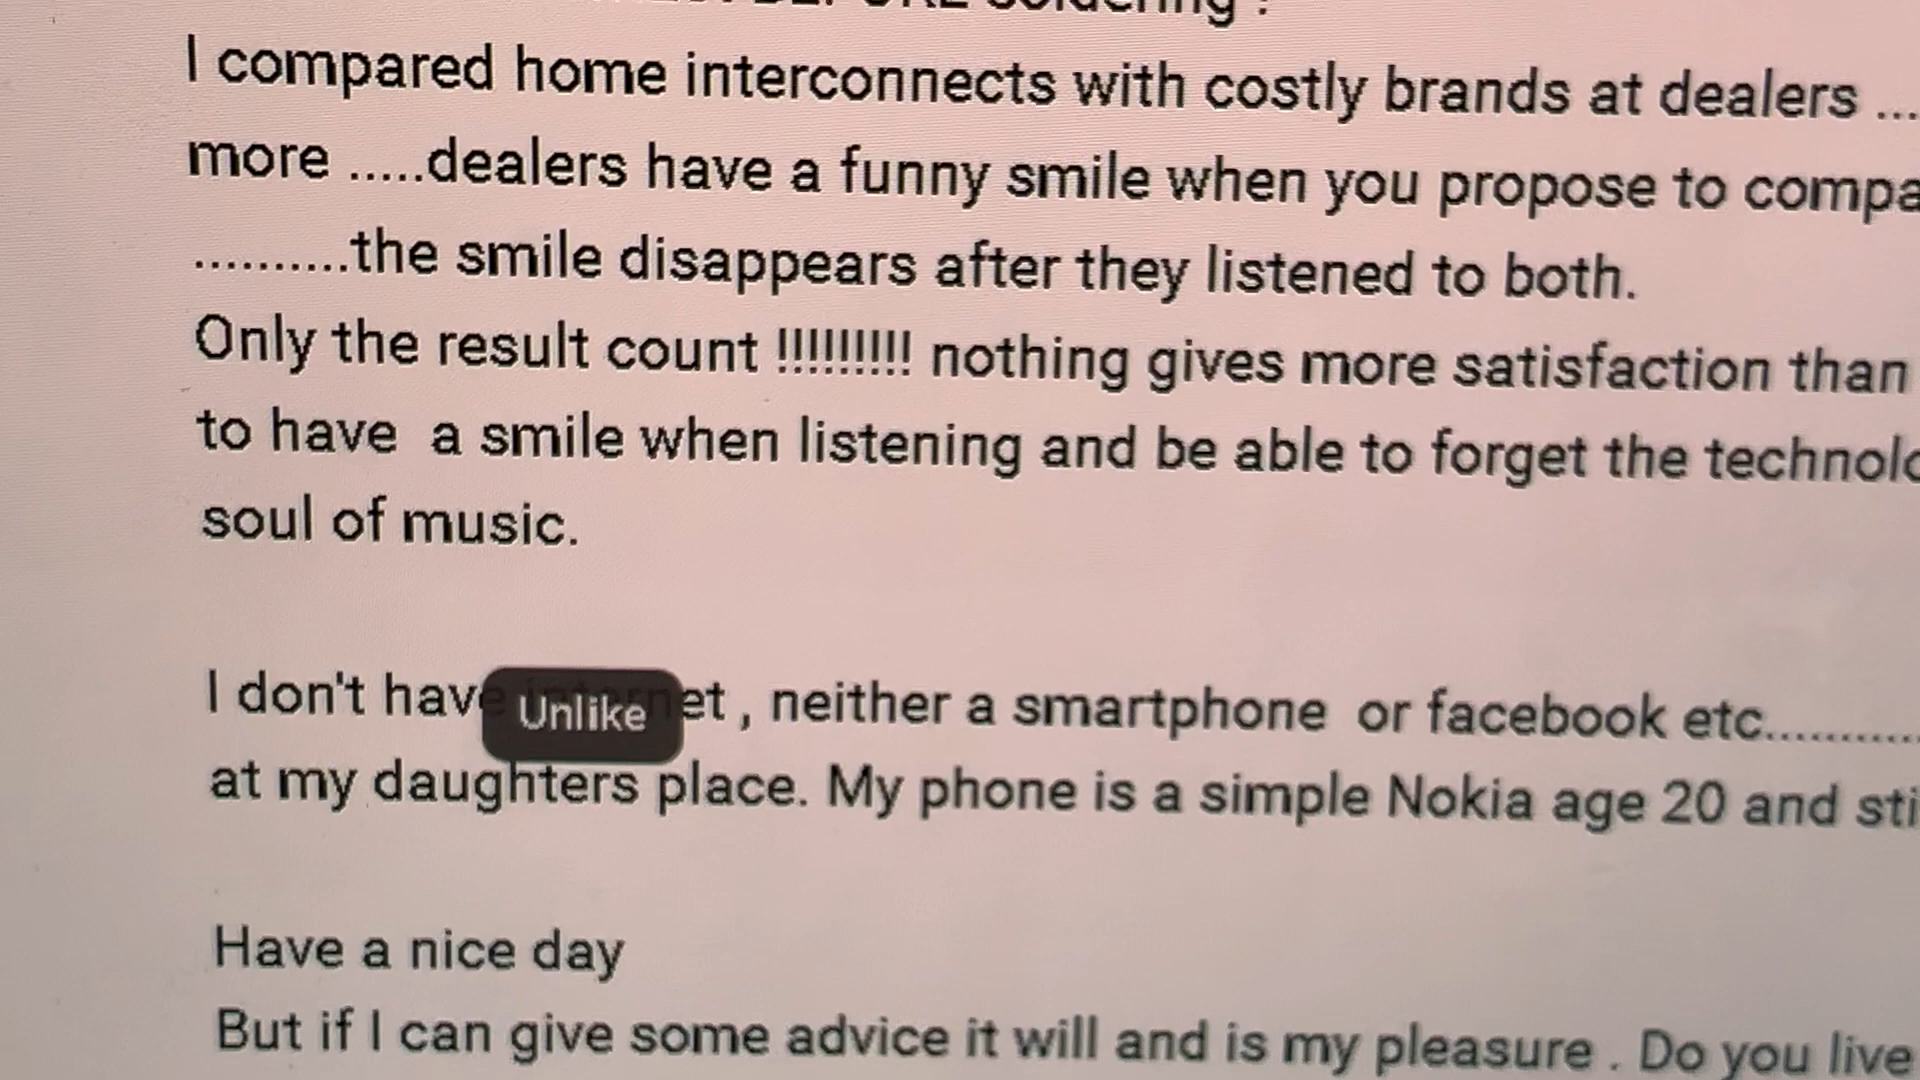 soldering !
I compared home interconnects with costly brands at dealers ...
more .....dealers have a funny smile when you propose to
..........the smile disappears after they listened to both.
Only the result count !!!!!!!!! nothing gives more satisfaction than
to have  a smile when listening and be able to forget the
soul of music.
I don't have
Unlike
, neither a smartphone  or facebook etc...........
at my daughters place. My phone is a simple Nokia age 20 and
Have a nice day
But if I can give some advice it will and is my pleasure . Do you live